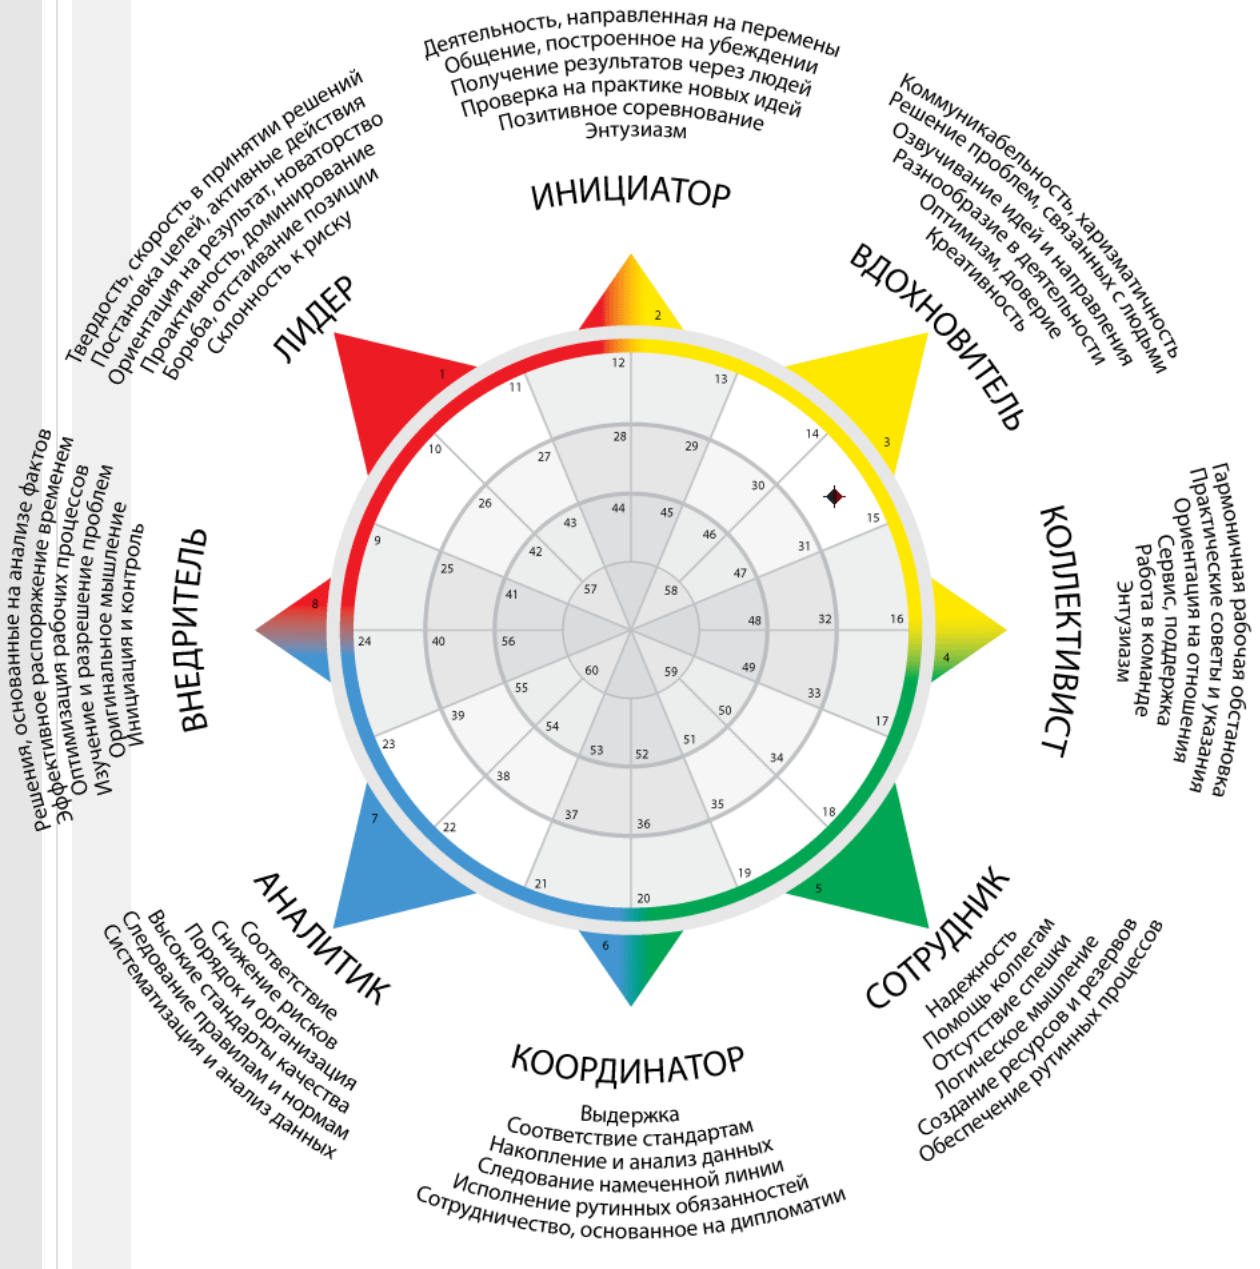 Деятельность, направленная на перемены
Общение, построенное на убеждении
Получение результатов через людей
Проверка на практике новых идей
Позитивное соревнование
Энтузиазм
ИНИЦИАТОР
Твердость, скорость в принятии решений
Постановка целей, активные действия
Ориентация на результат, новаторство
Проактивность, доминирование
Борьба, отстаивание позиции
Склонность к риску
ЛИДЕР
Коммуникабельность, харизматичность
Решение проблем, связанных с людьми
Озвучивание идей и направления
Разнообразие в деятельности
Оптимизм, доверие
Креативность
ВДОХНОВИТЕЛЬ
Решения, основанные на анализе фактов
Эффективное распоряжение временем
Оптимизация рабочих процессов
Изучение и разрешение проблем
Оригинальное мышление
Инициация и контроль
ВНЕДРИТЕЛЬ
Гармоничная рабочая обстановка
Практические советы и указания
Ориентация на отношения
Сервис, поддержка
Работа в команде
Энтузиазм
КОЛЛЕКТИВИСТ
2
1
12
11
13
3
10
14
28
27
29
26
30
9
44
43
45
15
42
46
31
25
47
8
41
57
58
24
40
56
48
32
16
4
60
59
49
55
33
39
50
17
54
23
53
52
51
38
34
37
36
35
7
22
18
21
20
19
5
6
АНАЛИТИК
Соответствие
Снижение рисков
Порядок и организация
Высокие стандарты качества
Следование правилам и нормам
Систематизация и анализ данных
СОТРУДНИК
Надежность
Помощь коллегам
Отсутствие спешки
Логическое мышление
Создание ресурсов и резервов
Обеспечение рутинных процессов
КООРДИНАТОР
Выдержка
Соответствие стандартам
Накопление и анализ данных
Следование намеченной линии
Исполнение рутинных обязанностей
Сотрудничество, основанное на дипломатии